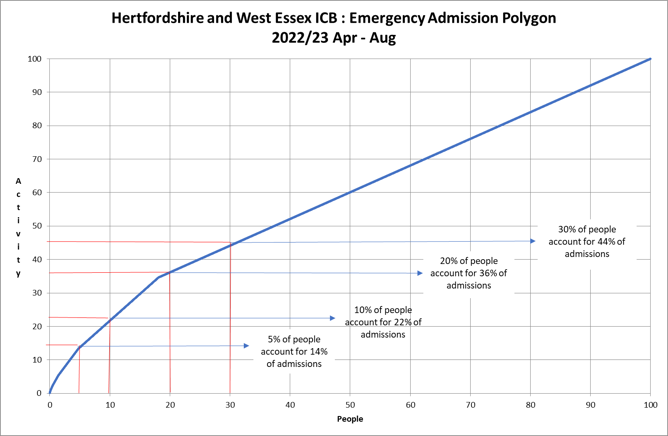 Hertfordshire and West Essex ICB : Emergency Admission Polygon
2022/23 Apr - Aug
100
90
80
70
60
50
40
30
20
10
0
A
c
t
i
v
i
t
y
30% of people
account for 44% of
admissions
20% of people
account for 36% of
admissions
10% of people
account for 22% of
admissions
5% of people
account for 14%
of admissions
0 10 20 30 40 50 60 70 80 90 100
People